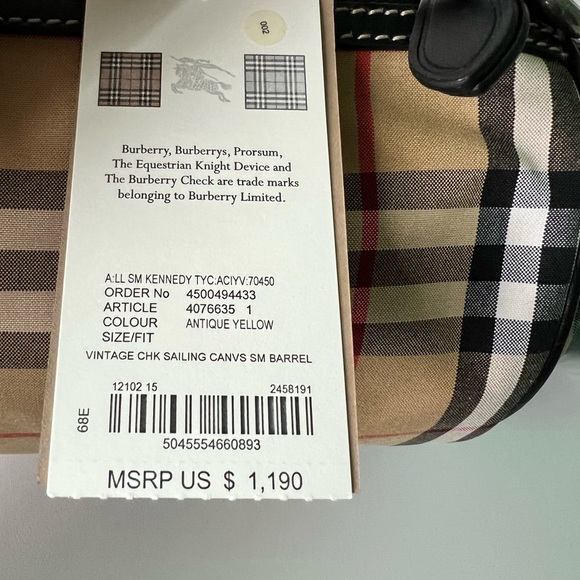 002
Burberry, Burberrys, Prorsum,
The Equestrian Knight Device and
The Burberry Check are trade marks
belonging to Burberry Limited.
A:LL SM KENNEDY TYC:ACIYV:70450
ORDER No 4500494433
ARTICLE 4076635 1
COLOUR ANTIQUE YELLOW
SIZE/FIT
VINTAGE CHK SAILING CANVS SM BARREL
12102 15 2458191
68E
5045554660893
MSRP US $ 1,190